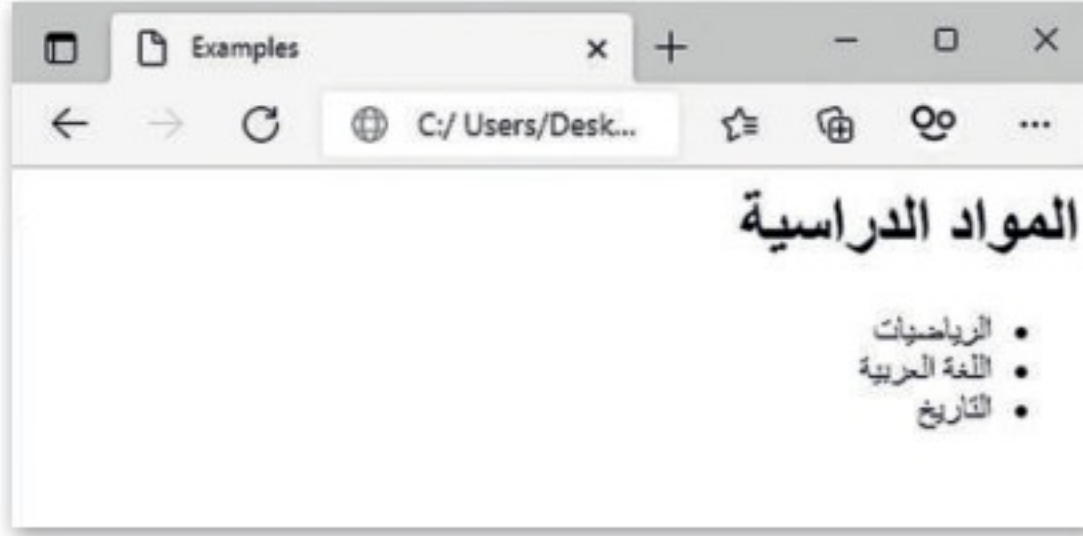 Examples
C:/ Users/Desk...
المواد الدراسية
الرياضيات
اللغة العربية
التاريخ